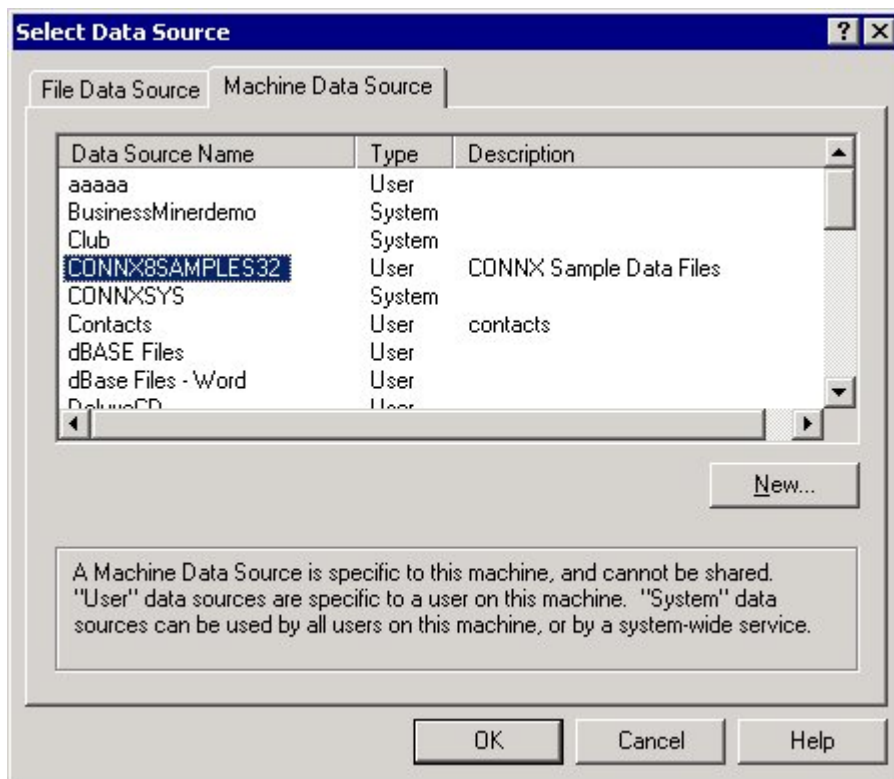 Select Data Source
File Data Source Machine Data Source
Data Source Name Type Description
aaaaa User
BusinessMinerdemo System
Club System
CONNX8SAMPLES32 User CONNX Sample Data Files
CONNXSYS System
Contacts User contacts
dBASE Files User
dBase Files - Word User
New...
A Machine Data Source is specific to this machine, and cannot be shared.
"User" data sources are specific to a user on this machine. "System" data
sources can be used by all users on this machine, or by a system-wide service.
OK Cancel Help